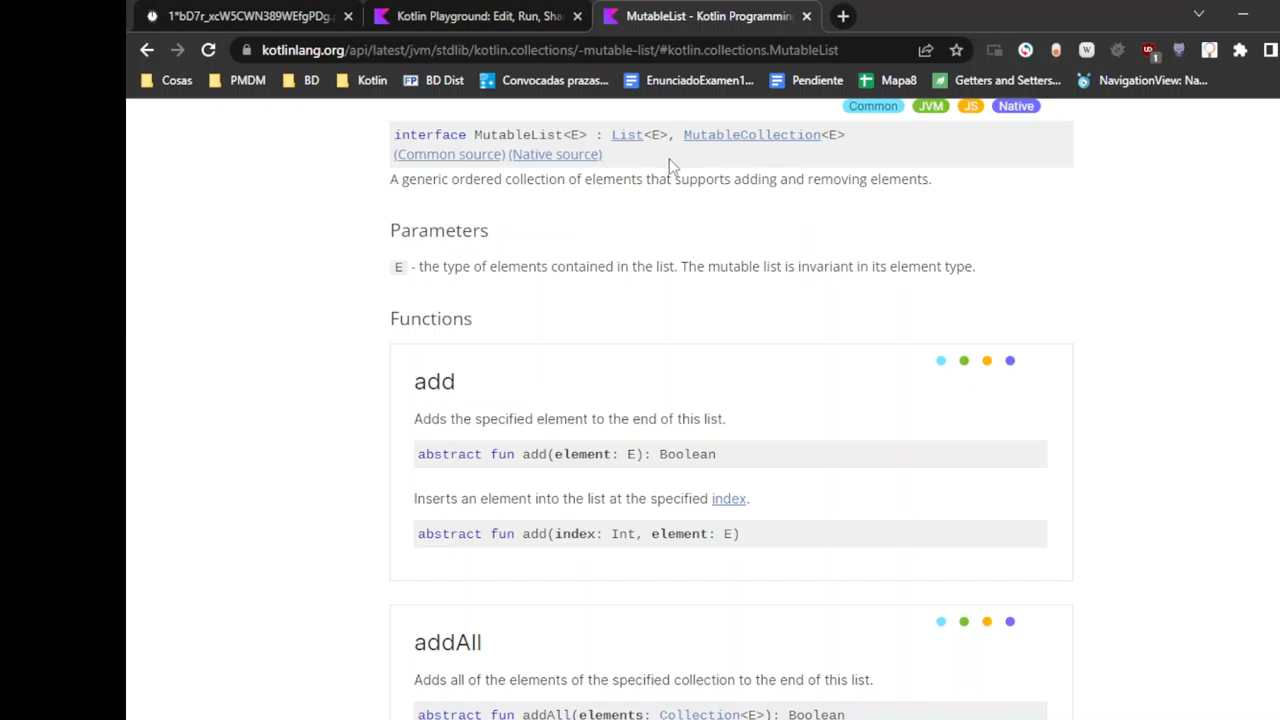 1*bD7r_xcW5CWN389WEfgPDg.p
Kotlin Playground: Edit, Run, Sha
MutableList - Kotlin Programmin
kotlinlang.org/api/latest/jvm/stdlib/kotlin.collections/-mutable-list/#kotlin.collections.MutableList
Cosas
PMDM
BD
Kotlin
FP BD Dist
Convocadas prazas...
EnunciadoExamen1...
Pendiente
Mapa8
Getters and Setters...
NavigationView: Na...
Common JVM JS Native
interface MutableList<E> : List<E>, MutableCollection<E>
(Common source) (Native source)
A generic ordered collection of elements that supports adding and removing elements.
Parameters
E - the type of elements contained in the list. The mutable list is invariant in its element type.
Functions
add
Adds the specified element to the end of this list.
abstract fun add(element: E): Boolean
Inserts an element into the list at the specified index.
abstract fun add(index: Int, element: E)
addAll
Adds all of the elements of the specified collection to the end of this list.
abstract fun addAll(elements: Collection<E>): Boolean